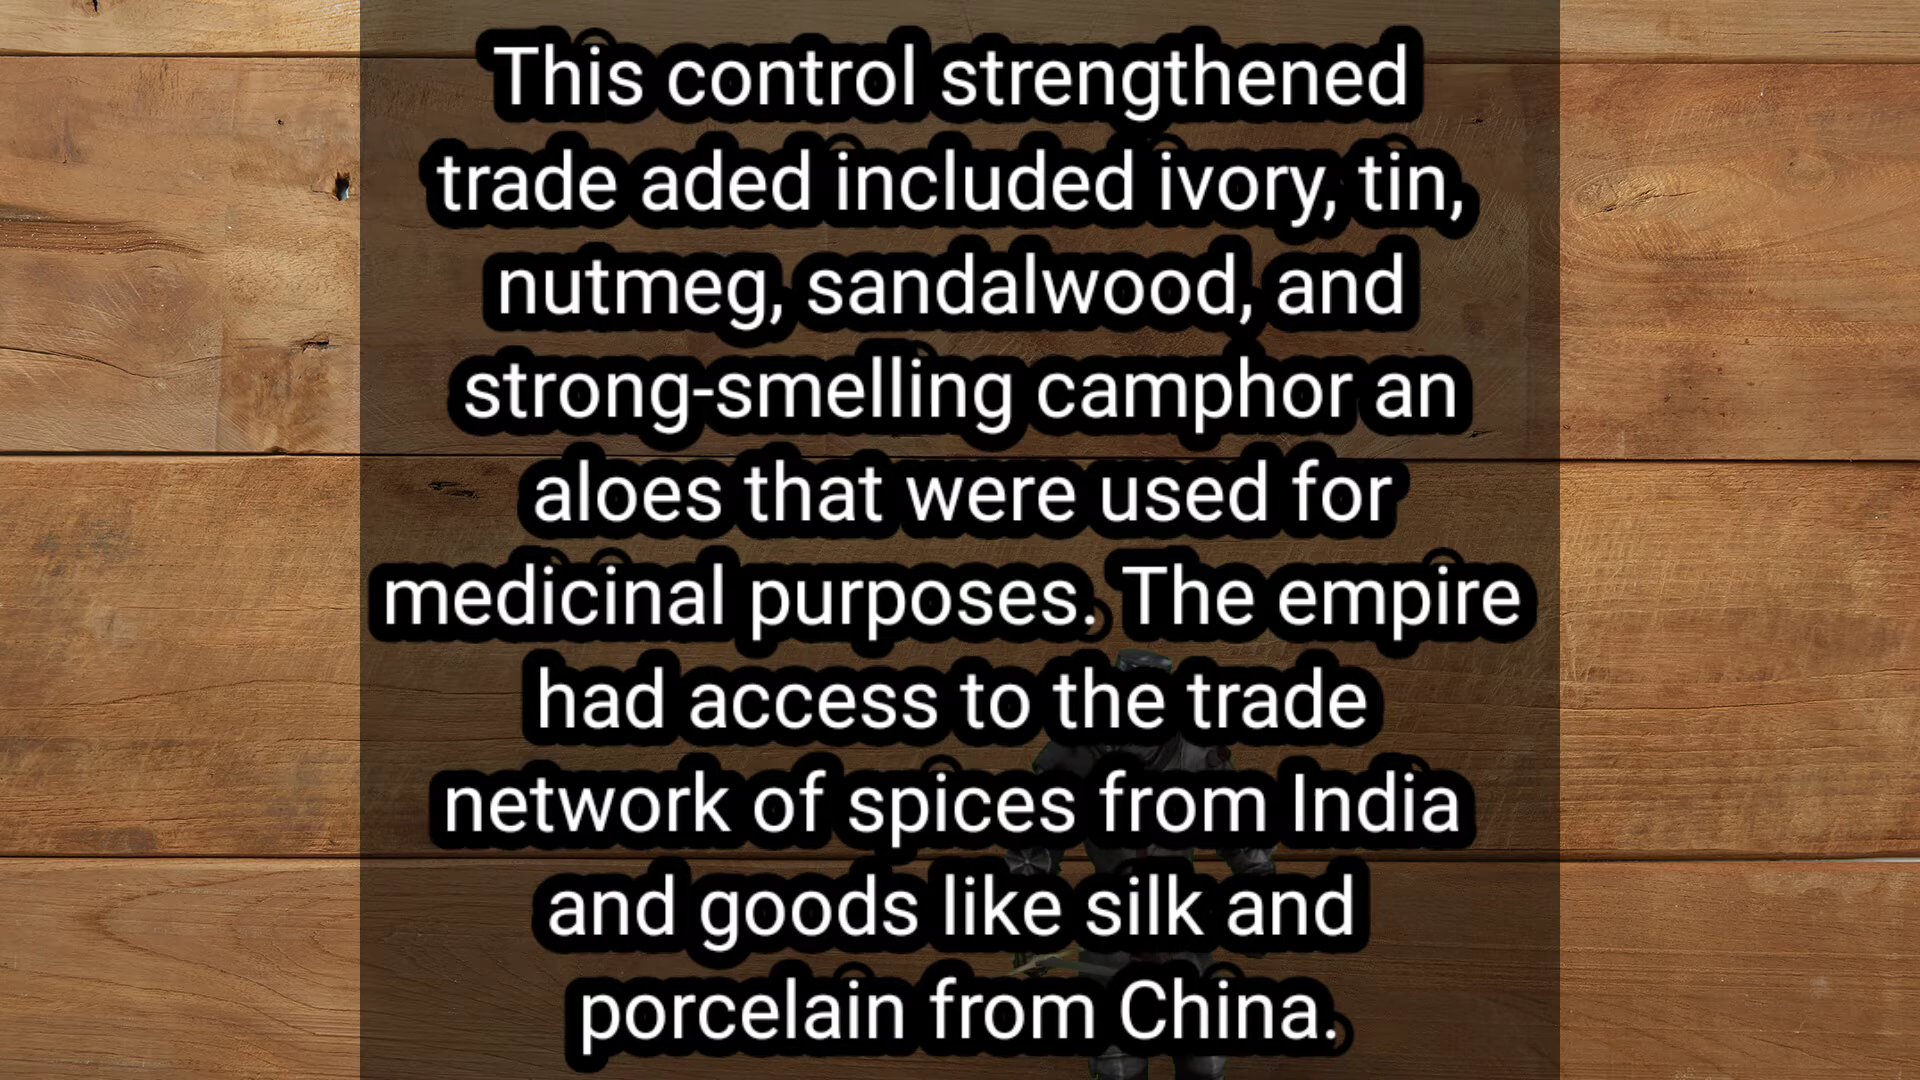 This control strengthened
trade aded included ivory, tin,
nutmeg, sandalwood, and
strong-smelling camphor an
aloes that were used for
medicinal purposes. The empire
had access to the trade
network of spices from India
and goods like silk and
porcelain from China.